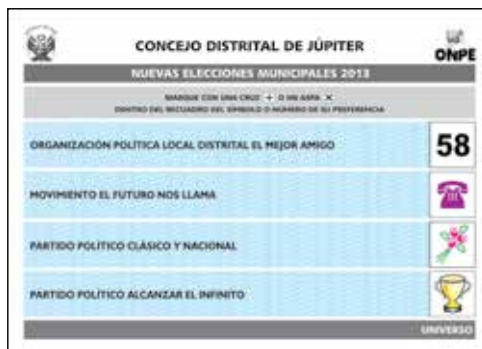 CONCEJO DISTRITAL DE JÚPITER
ONPE
NUEVAS ELECCIONES MUNICIPALES 2013
MARQUE CON UNA CRUZ + O UN ASPA ×
DENTRO DEL RECUADRO DEL SÍMBOLO O NÚMERO DE SU PREFERENCIA
ORGANIZACIÓN POLÍTICA LOCAL DISTRITAL EL MEJOR AMIGO
58
MOVIMIENTO EL FUTURO NOS LLAMA
PARTIDO POLÍTICO CLÁSICO Y NACIONAL
PARTIDO POLÍTICO ALCANZAR EL INFINITO
UNIVERSO